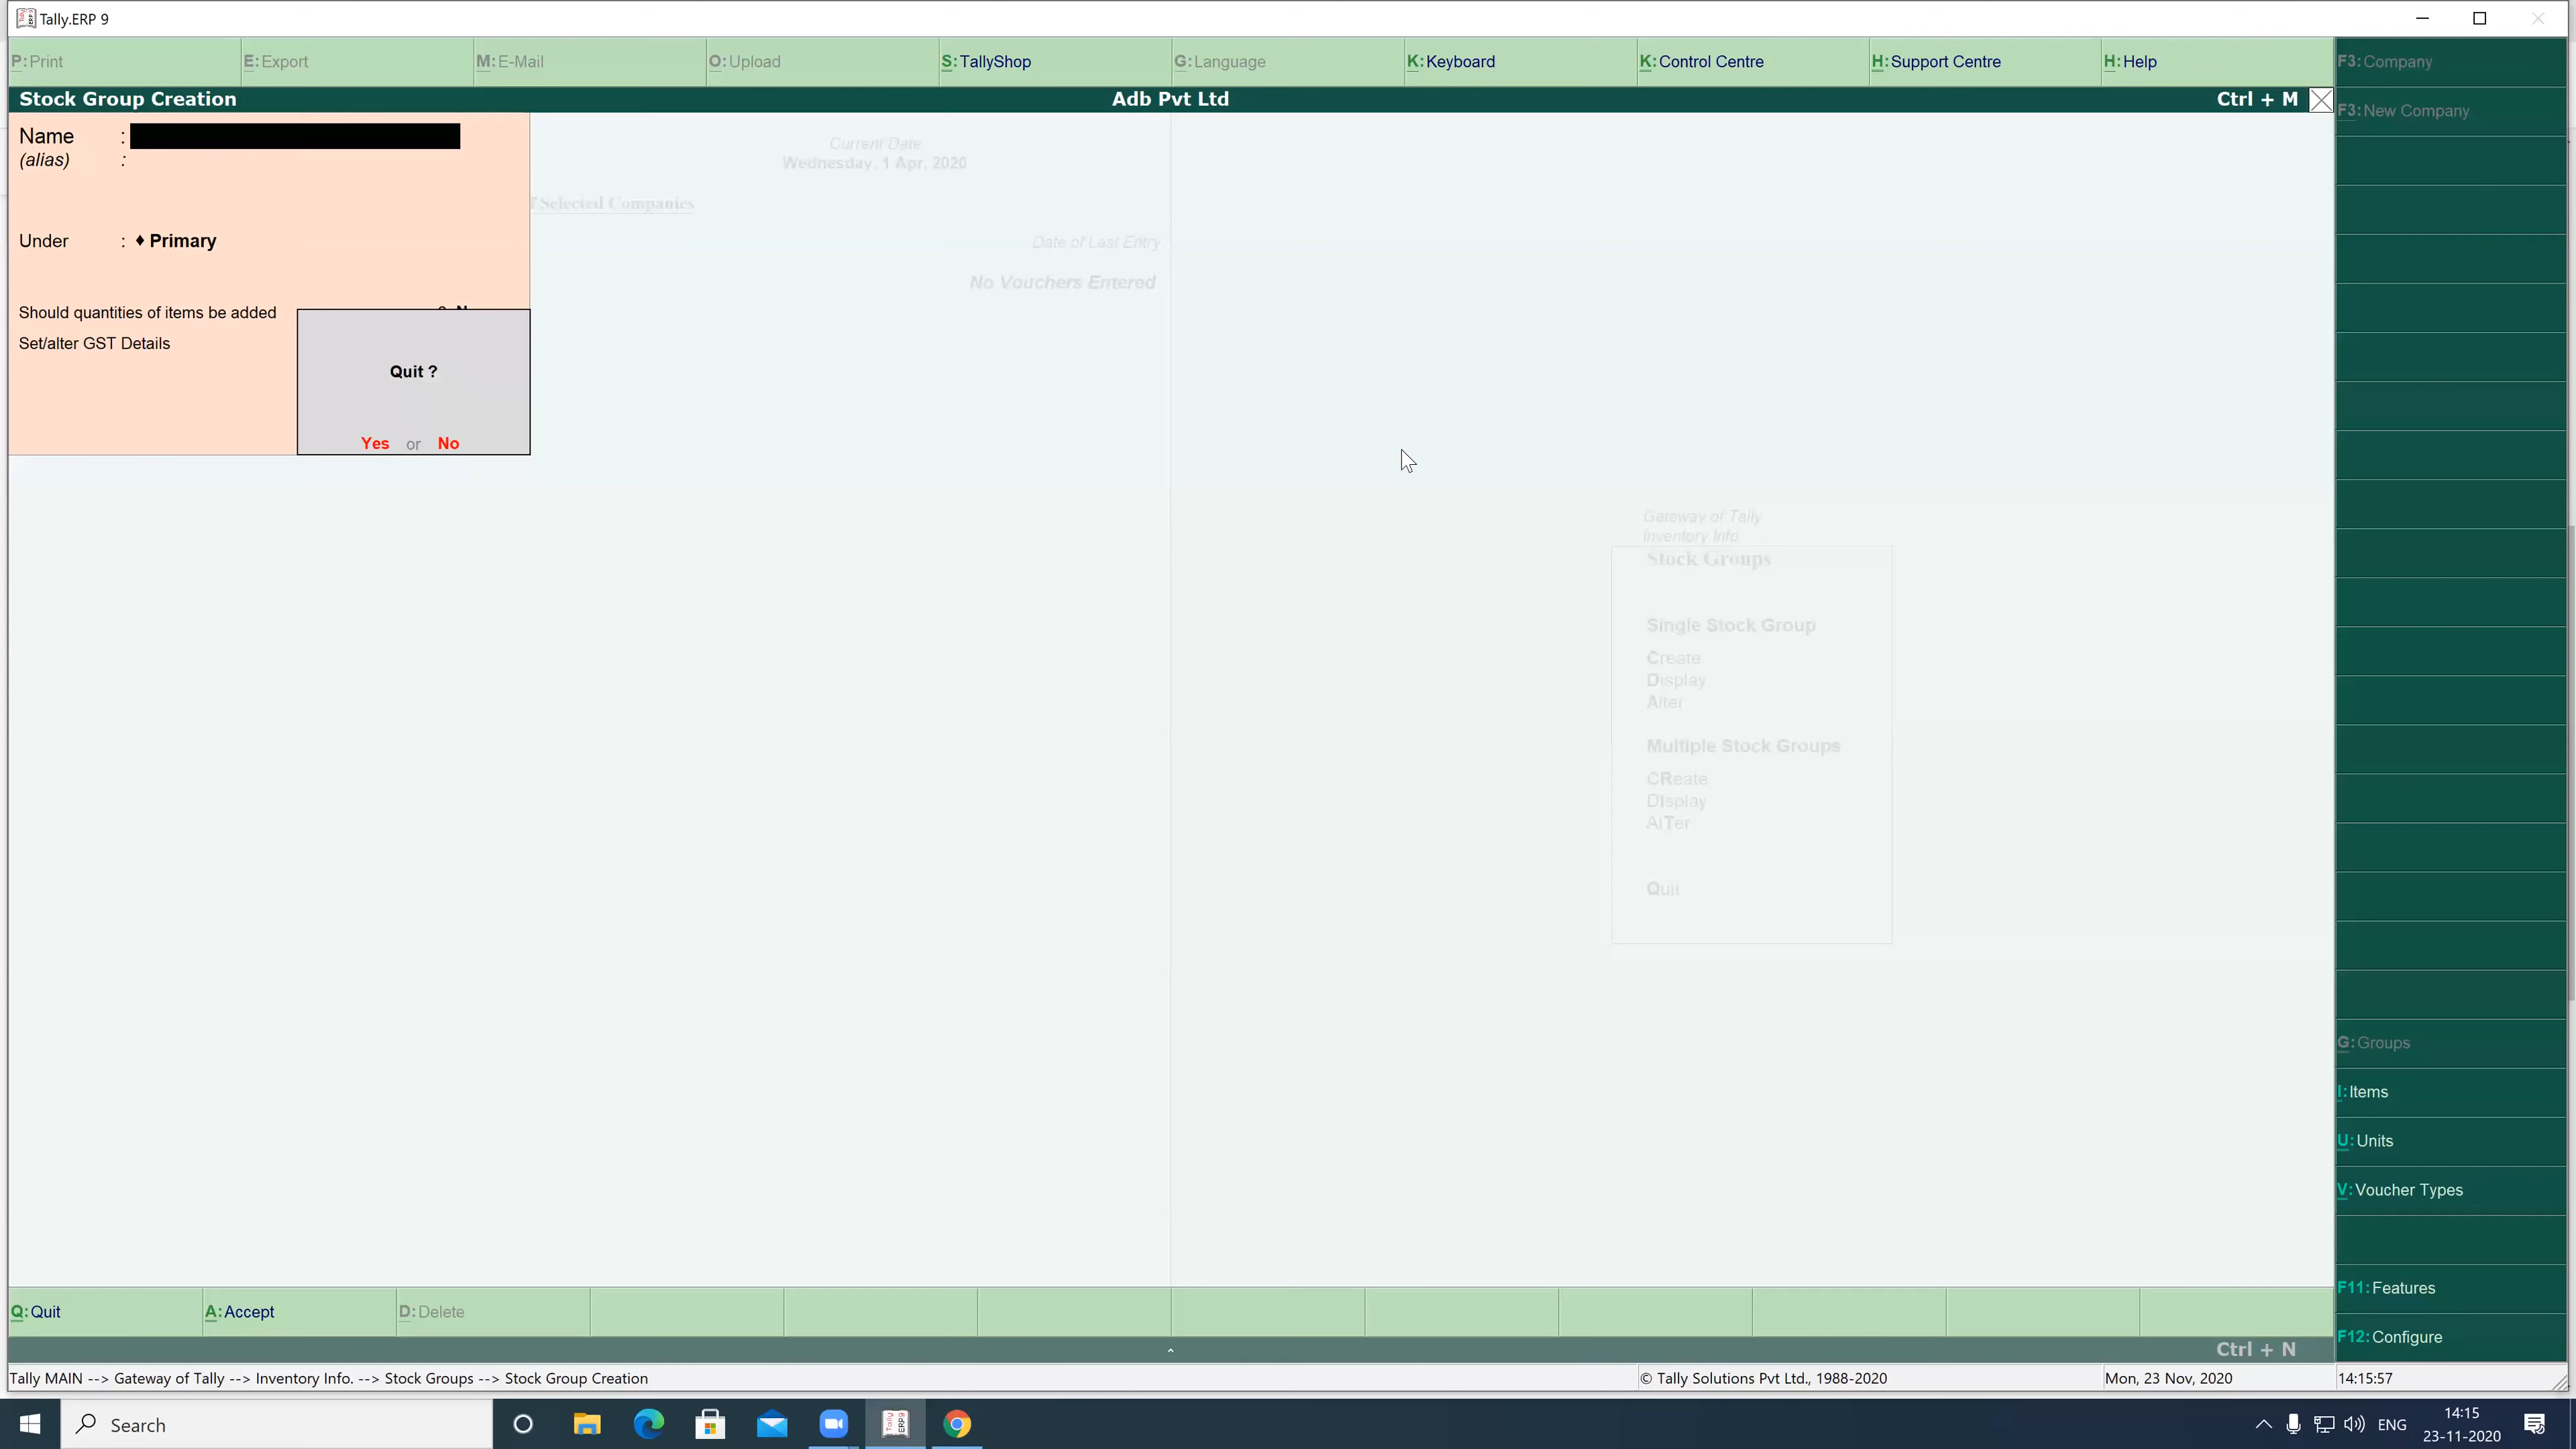 Tally.ERP 9
P: Print E: Export M: E-Mail O: Upload S: TallyShop G: Language K: Keyboard K: Control Centre H: Support Centre H: Help F3: Company
Stock Group Creation Adb Pvt Ltd Ctrl + M
F3: New Company
Name :
(alias) :
Current Date
Wednesday, 1 Apr, 2020
Selected Companies
Under : ♦ Primary
Date of Last Entry
No Vouchers Entered
Should quantities of items be added
Set/alter GST Details
Quit ?
Yes or No
Gateway of Tally
Inventory Info
Stock Groups
Single Stock Group
Create
Display
Alter
Multiple Stock Groups
CReate
DIsplay
AlTer
Quit
G: Groups
I: Items
U: Units
V: Voucher Types
F11: Features
F12: Configure
Q: Quit A: Accept D: Delete
Ctrl + N
Tally MAIN --> Gateway of Tally --> Inventory Info. --> Stock Groups --> Stock Group Creation © Tally Solutions Pvt Ltd., 1988-2020 Mon, 23 Nov, 2020 14:15:57
Search ENG 14:15
23-11-2020